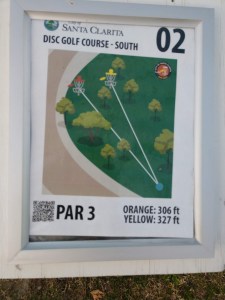 SANTA CLARITA
DISC GOLF COURSE - SOUTH
02
PAR 3
ORANGE: 306 ft
YELLOW: 327 ft